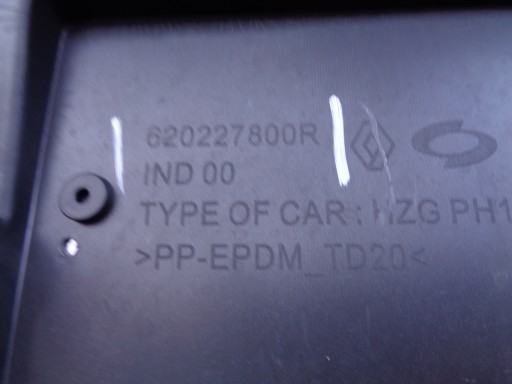 620227800R
IND 00
TYPE OF CAR : HZG PH1
>PP-EPDM_TD20<